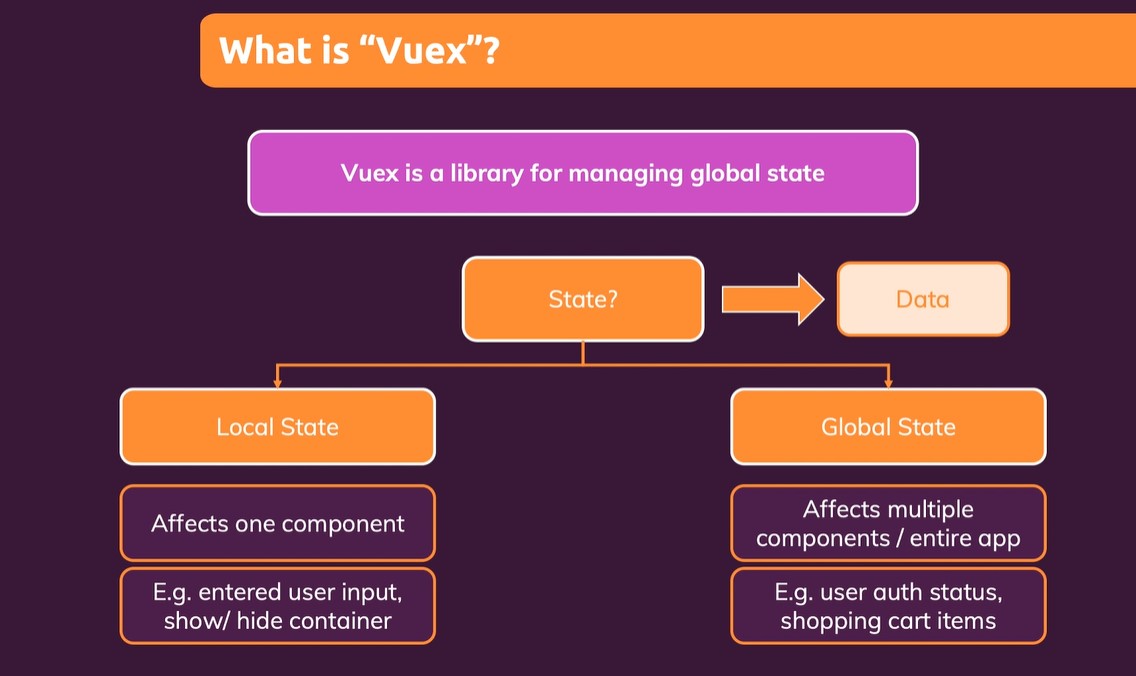 What is “Vuex”?
Vuex is a library for managing global state
State?
Data
Local State
Global State
Affects one component
Affects multiple
components / entire app
E.g. entered user input,
show/ hide container
E.g. user auth status,
shopping cart items